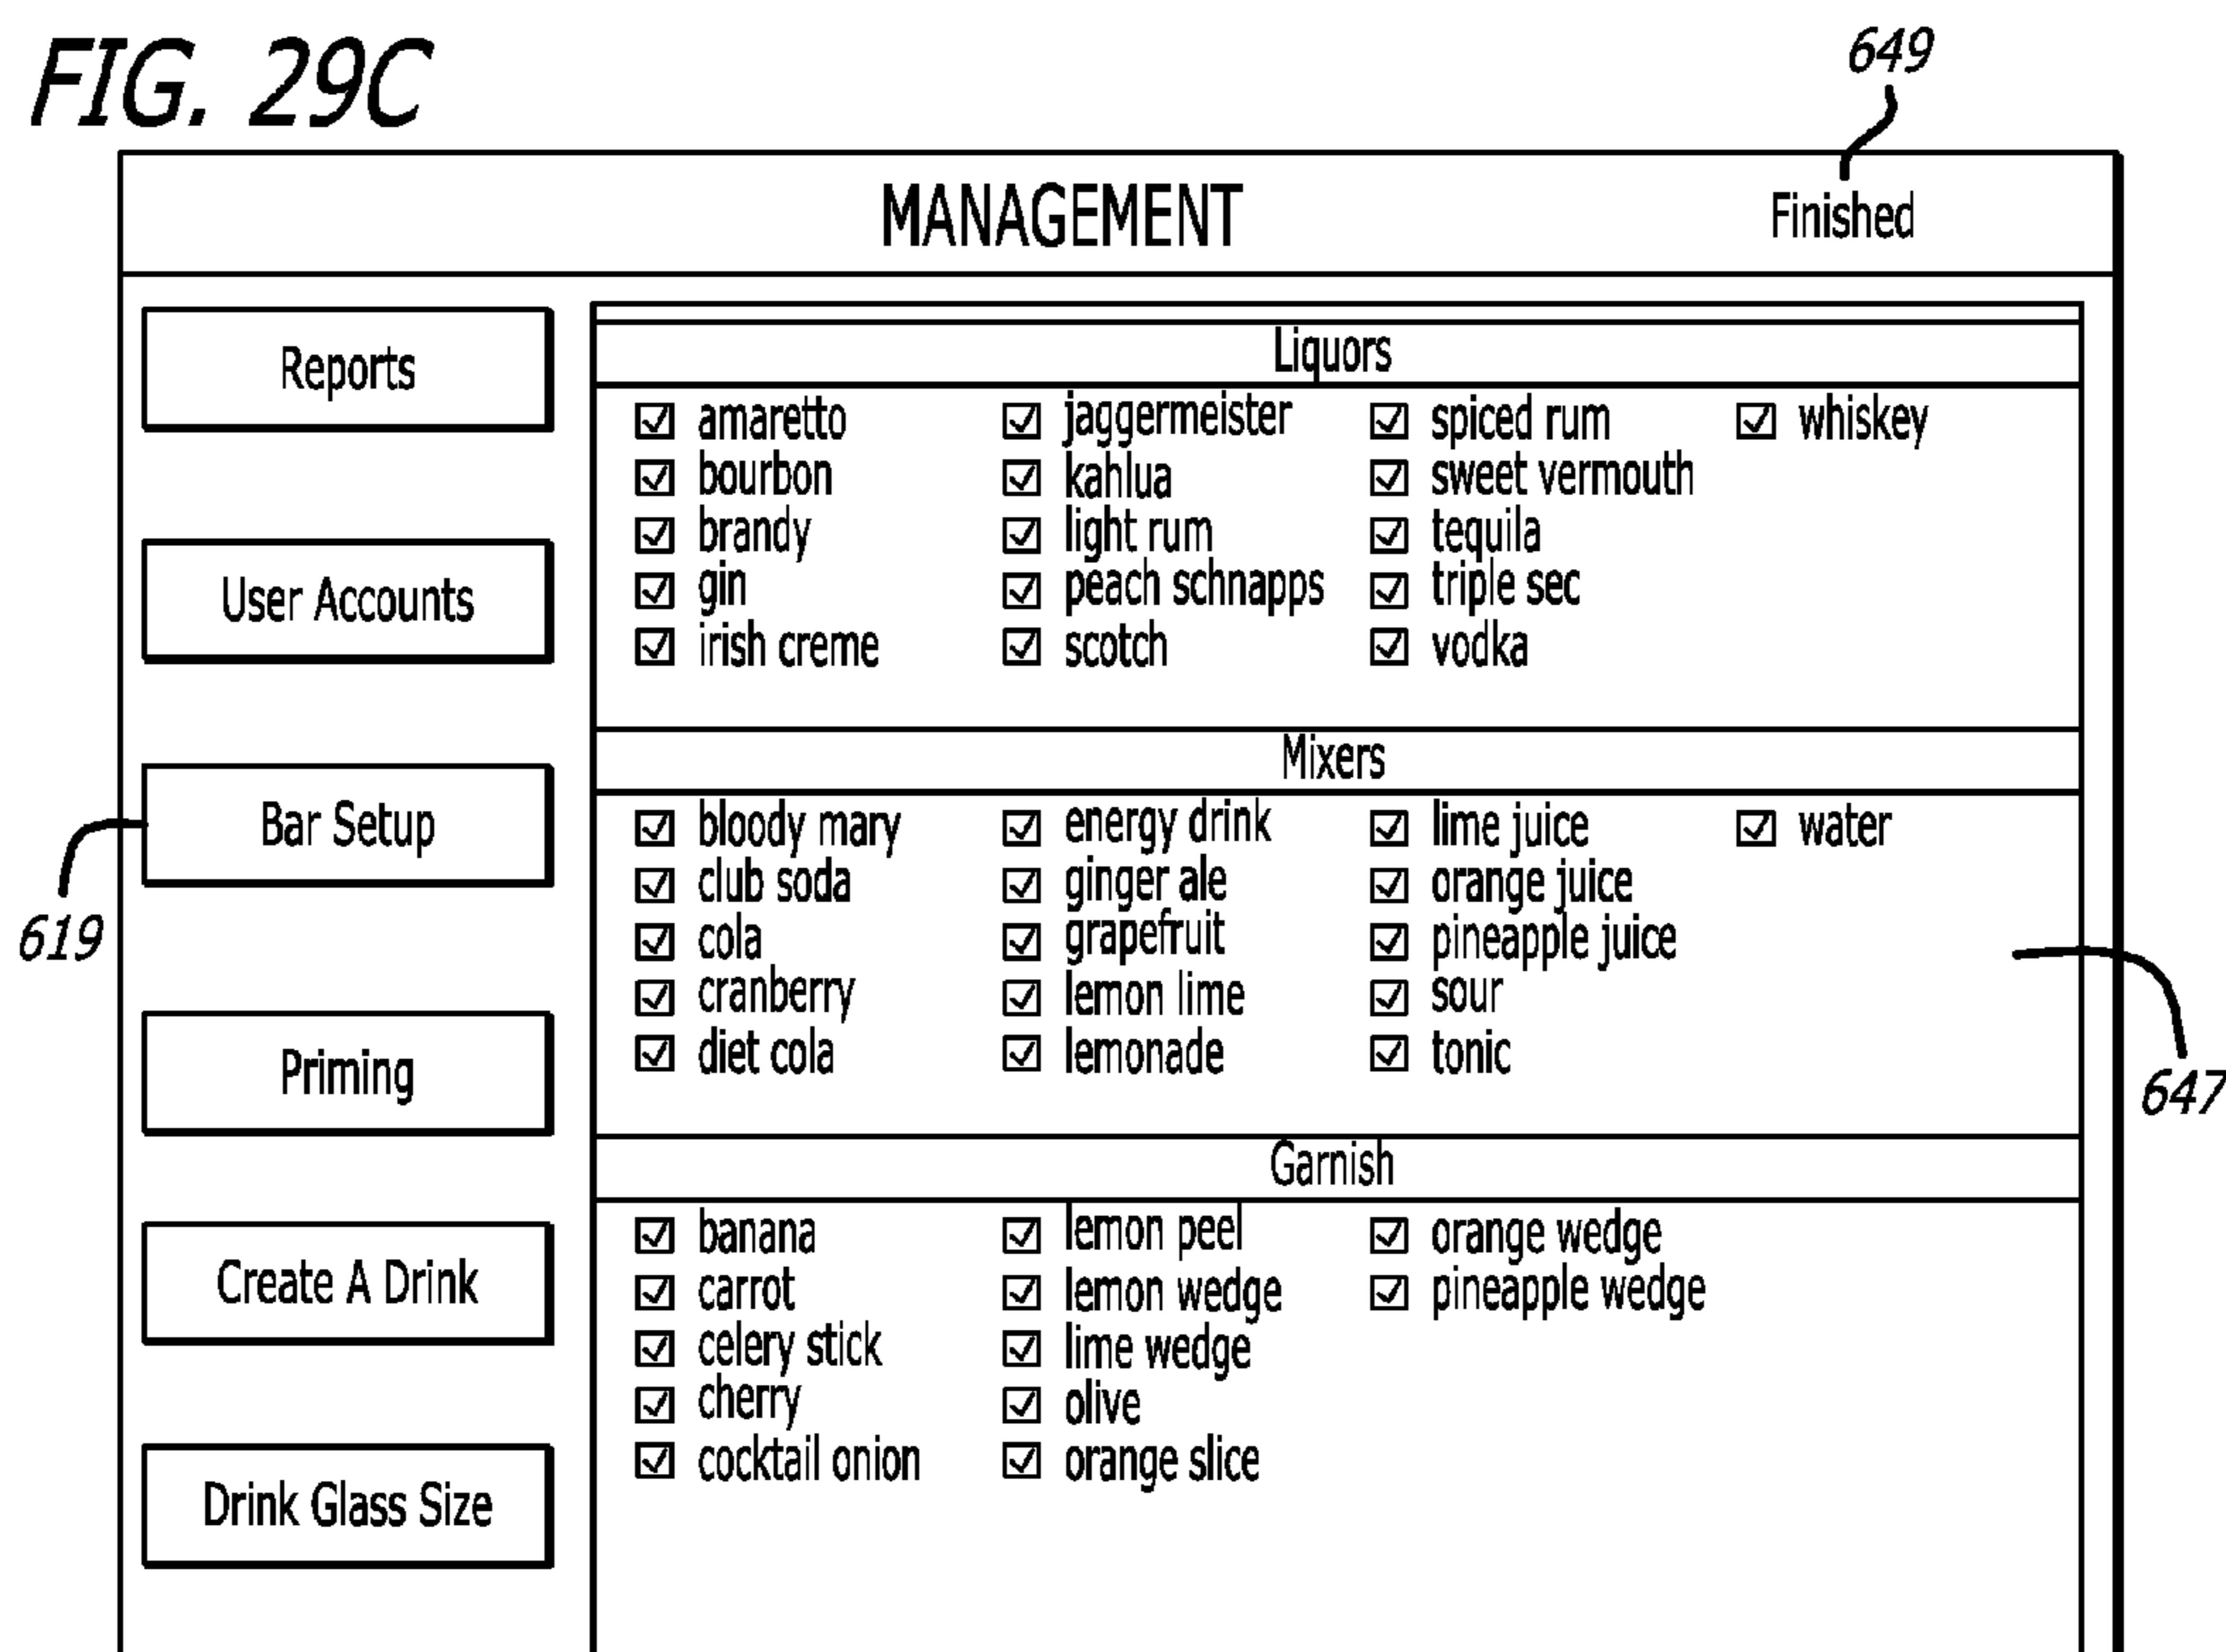 FIG. 29C
649
MANAGEMENT Finished
Reports
User Accounts
Bar Setup
619
Priming
Create A Drink
Drink Glass Size
Liquors
amaretto jaggermeister spiced rum whiskey
bourbon kahlua sweet vermouth
brandy light rum tequila
gin peach schnapps triple sec
irish creme scotch vodka
Mixers
bloody mary energy drink lime juice water
club soda ginger ale orange juice
cola grapefruit pineapple juice
cranberry lemon lime sour
diet cola lemonade tonic
647
Garnish
banana lemon peel orange wedge
carrot lemon wedge pineapple wedge
celery stick lime wedge
cherry olive
cocktail onion orange slice